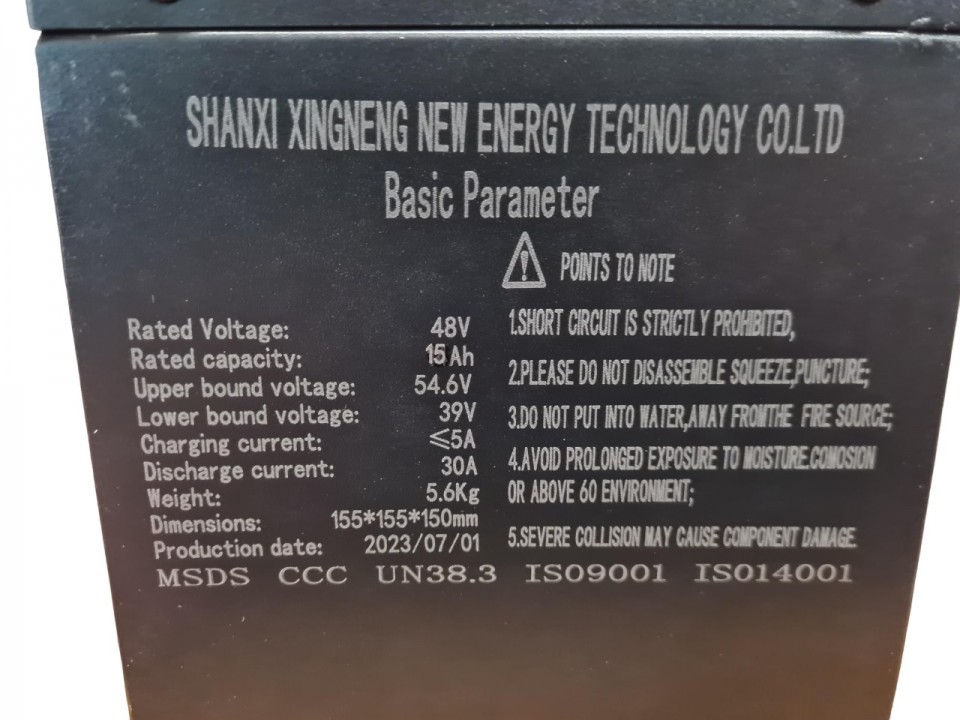 SHANXI XINGNENG NEW ENERGY TECHNOLOGY CO.LTD
Basic Parameter
POINTS TO NOTE
Rated Voltage: 48V
Rated capacity: 15Ah
Upper bound voltage: 54.6V
Lower bound voltage: 39V
Charging current: ≤5A
Discharge current: 30A
Weight: 5.6Kg
Dimensions: 155*155*150mm
Production date: 2023/07/01
1.SHORT CIRCUIT IS STRICTLY PROHIBITED,
2.PLEASE DO NOT DISASSEMBLE SQUEEZE,PUNCTURE;
3.DO NOT PUT INTO WATER,AWAY FROMTHE FIRE SOURCE;
4.AVOID PROLONGED EXPOSURE TO MOISTURE.COMOSION
OR ABOVE 60 ENVIRONMENT;
5.SEVERE COLLISION MAY CAUSE COMPONENT DAMAGE.
MSDS CCC UN38.3 ISO9001 ISO14001